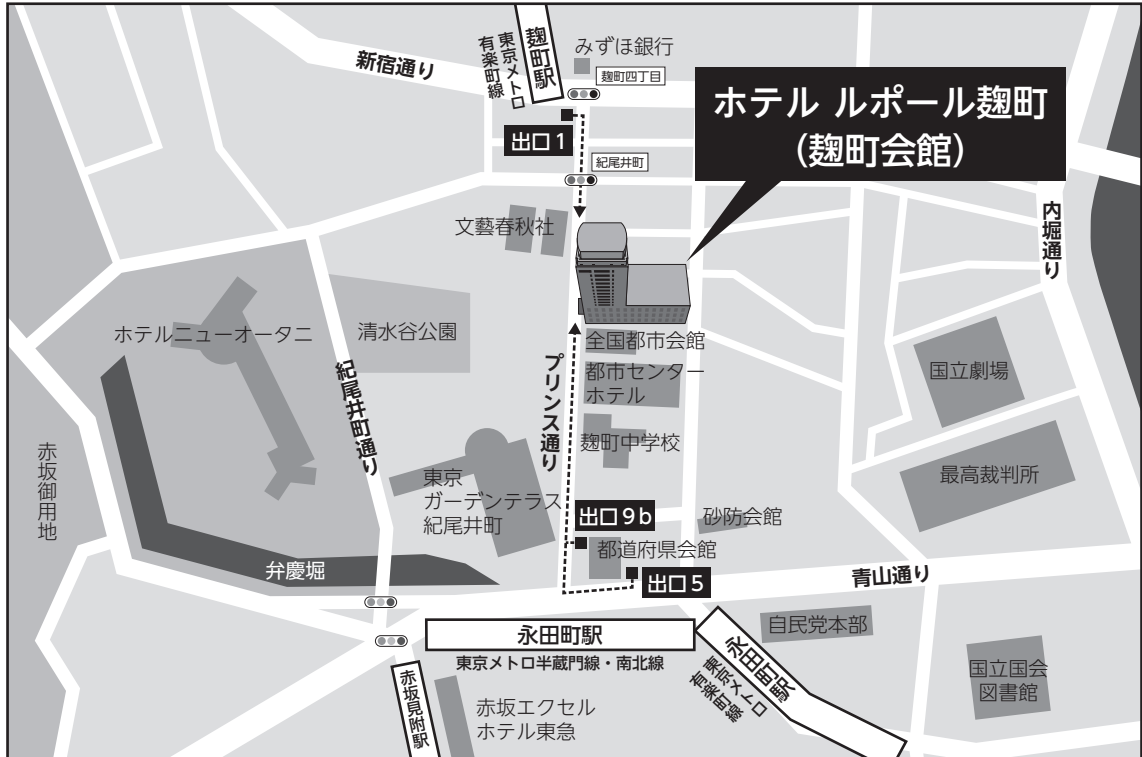 新宿通り
東京メトロ
有楽町線
麹町駅
みずほ銀行
麹町四丁目
ホテル ルポール麹町
(麹町会館)
出口1
紀尾井町
文藝春秋社
内堀通り
ホテルニューオータニ
清水谷公園
紀尾井町通り
プリンス通り
全国都市会館
都市センター
ホテル
麹町中学校
国立劇場
最高裁判所
赤坂御用地
東京
ガーデンテラス
紀尾井町
出口9b
砂防会館
都道府県会館
出口5
青山通り
弁慶堀
永田町駅
東京メトロ半蔵門線・南北線
永田町駅
東京メトロ
有楽町線
自民党本部
国立国会
図書館
赤坂見附駅
赤坂エクセル
ホテル東急